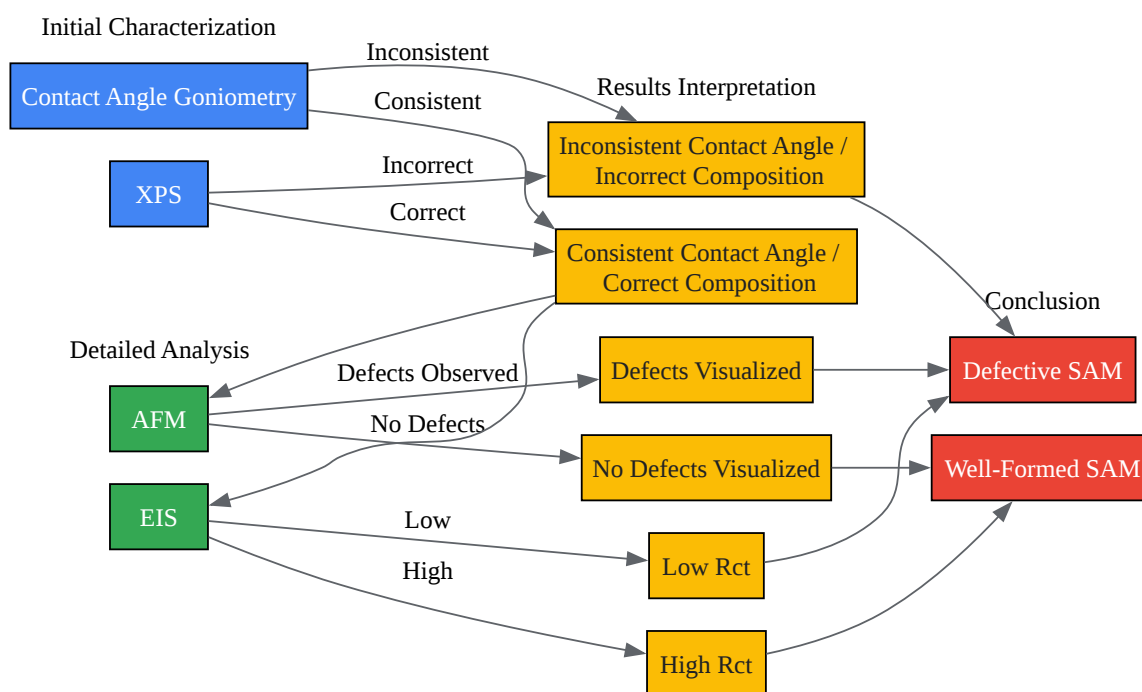 Initial Characterization
Contact Angle Goniometry
XPS
Inconsistent
Consistent
Incorrect
Correct
Results Interpretation
Inconsistent Contact Angle /
Incorrect Composition
Consistent Contact Angle /
Correct Composition
Detailed Analysis
AFM
EIS
Defects Observed
No Defects
Low
High
Defects Visualized
No Defects Visualized
Low Rct
High Rct
Conclusion
Defective SAM
Well-Formed SAM